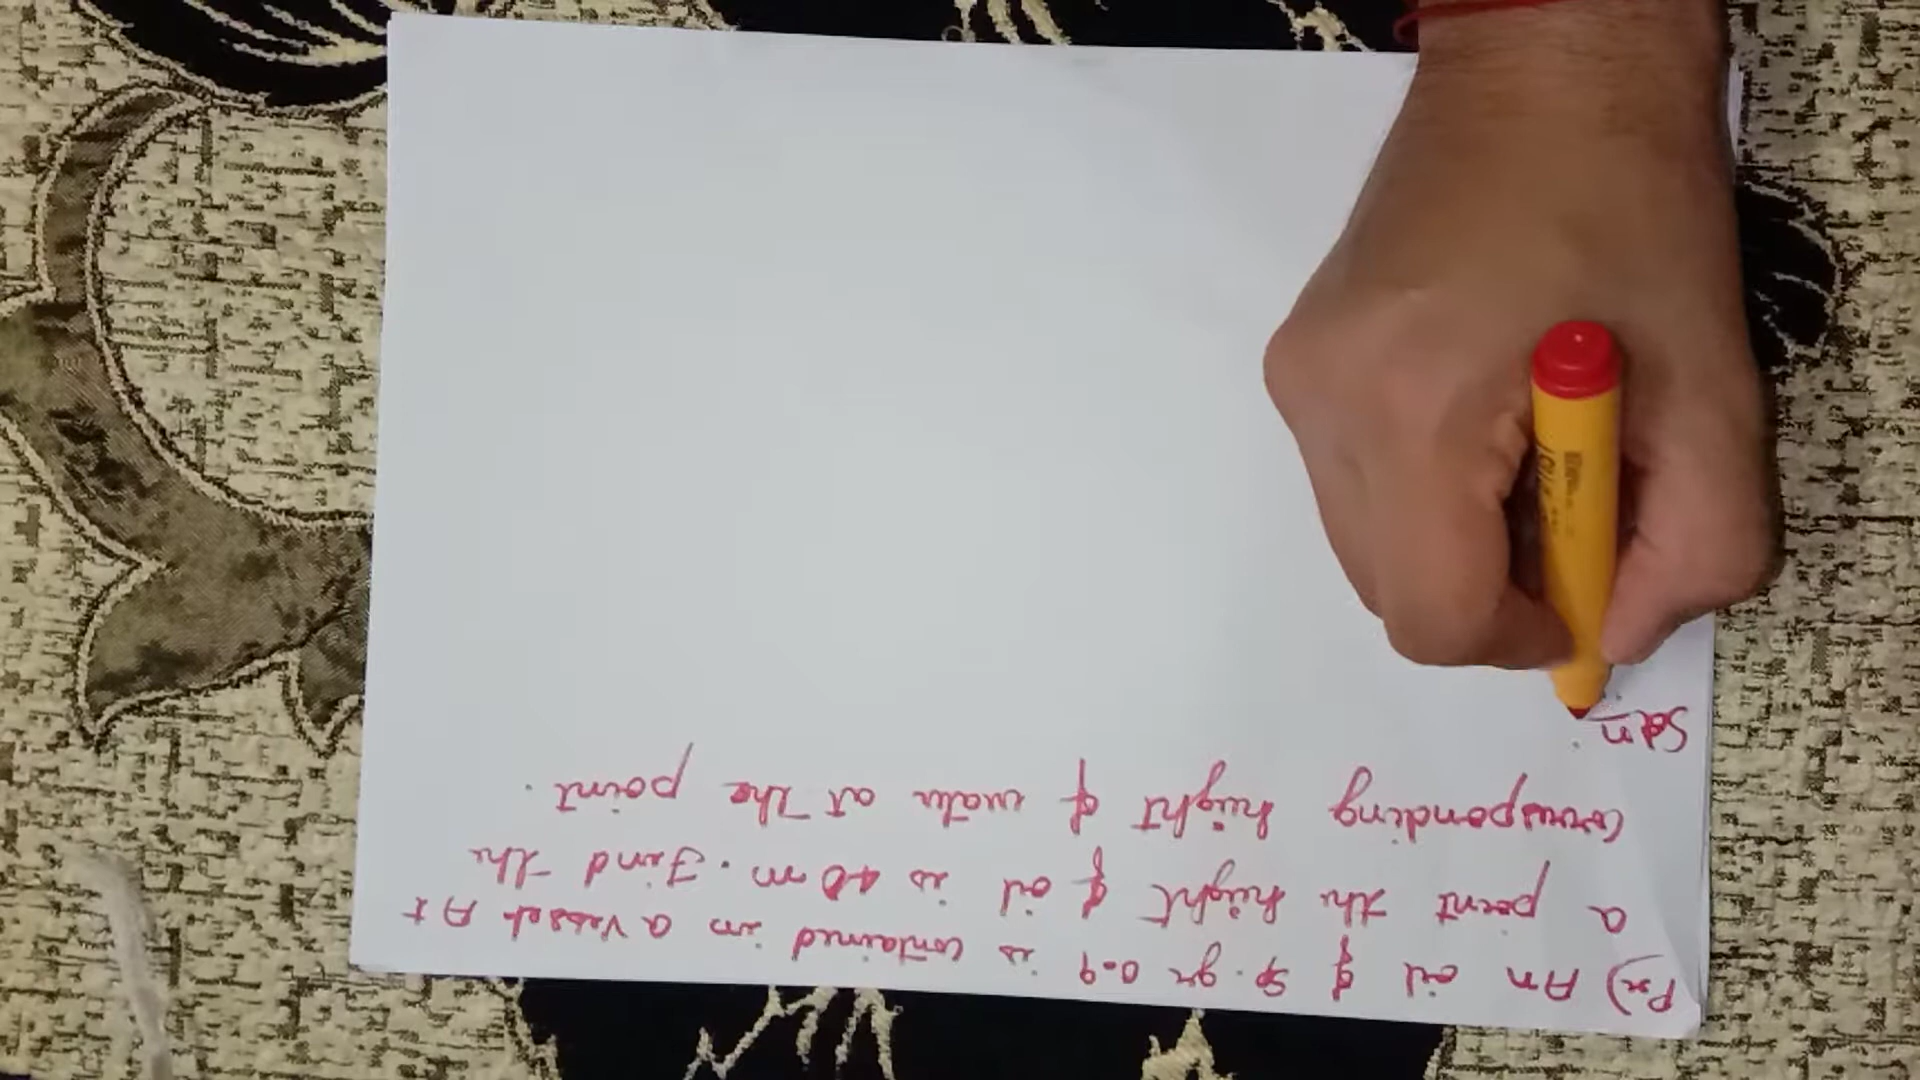 Pr) An oil of Sp. gr 0.9 is contained in a vessel. At
a point the height of oil is 40 m. Find the
corresponding height of water at the point.
Soln